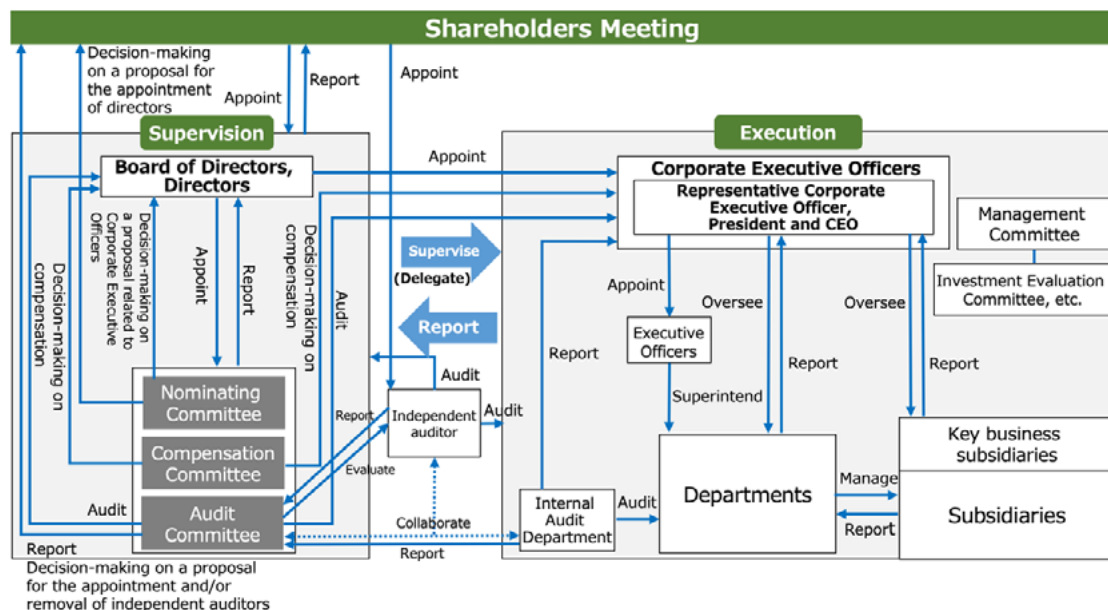 Shareholders Meeting
Decision-making
on a proposal for
the appointment
of directors
Appoint
Report
Appoint
Supervision
Execution
Board of Directors,
Directors
Appoint
Corporate Executive Officers
Representative Corporate
Executive Officer,
President and CEO
Management
Committee
Investment Evaluation
Committee, etc.
Decision-making on
compensation
Decision-making on
a proposal related to
Corporate Executive
Officers
Appoint
Report
Decision-making on
compensation
Audit
Supervise
(Delegate)
Report
Appoint
Oversee
Oversee
Executive
Officers
Report
Report
Report
Superintend
Nominating
Committee
Compensation
Committee
Audit
Committee
Audit
Independent
auditor
Audit
Report
Evaluate
Key business
subsidiaries
Subsidiaries
Departments
Manage
Report
Internal
Audit
Department
Audit
Audit
Collaborate
Report
Report
Decision-making on a proposal
for the appointment and/or
removal of independent auditors